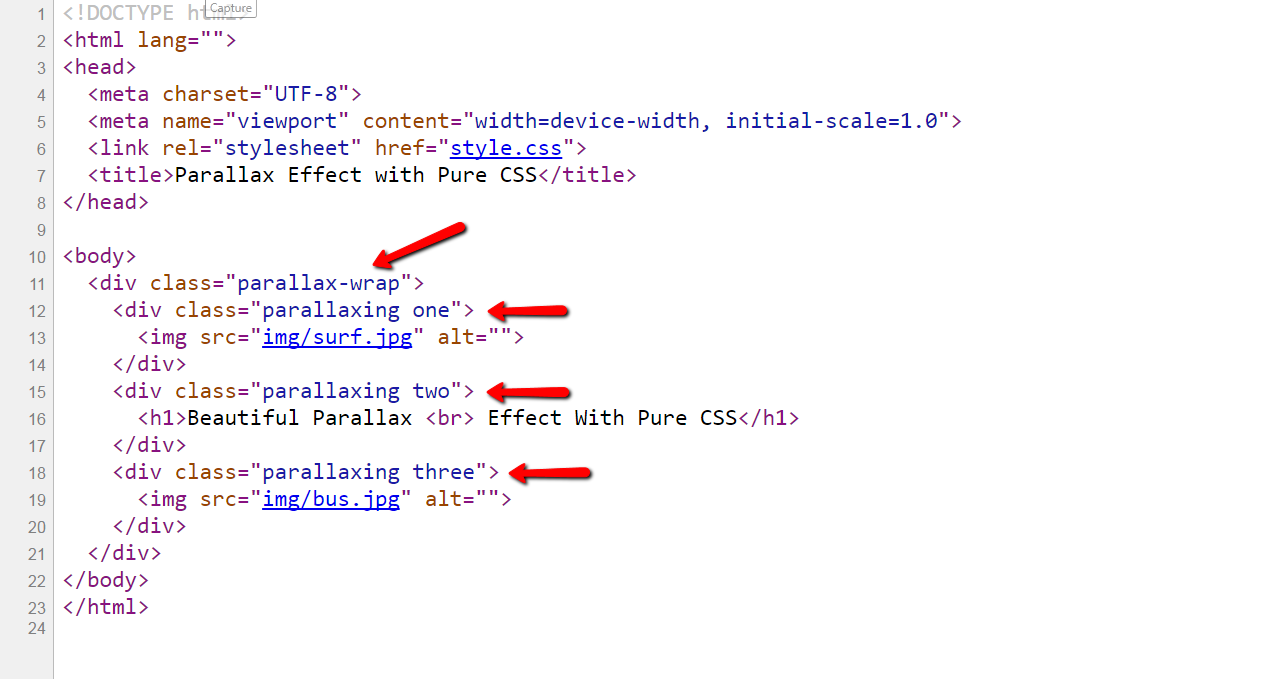 Capture
1 <!DOCTYPE html>
2 <html lang="">
3 <head>
4   <meta charset="UTF-8">
5   <meta name="viewport" content="width=device-width, initial-scale=1.0">
6   <link rel="stylesheet" href="style.css">
7   <title>Parallax Effect with Pure CSS</title>
8 </head>
9
10 <body>
11   <div class="parallax-wrap">
12     <div class="parallaxing one">
13       <img src="img/surf.jpg" alt="">
14     </div>
15     <div class="parallaxing two">
16       <h1>Beautiful Parallax <br> Effect With Pure CSS</h1>
17     </div>
18     <div class="parallaxing three">
19       <img src="img/bus.jpg" alt="">
20     </div>
21   </div>
22 </body>
23 </html>
24